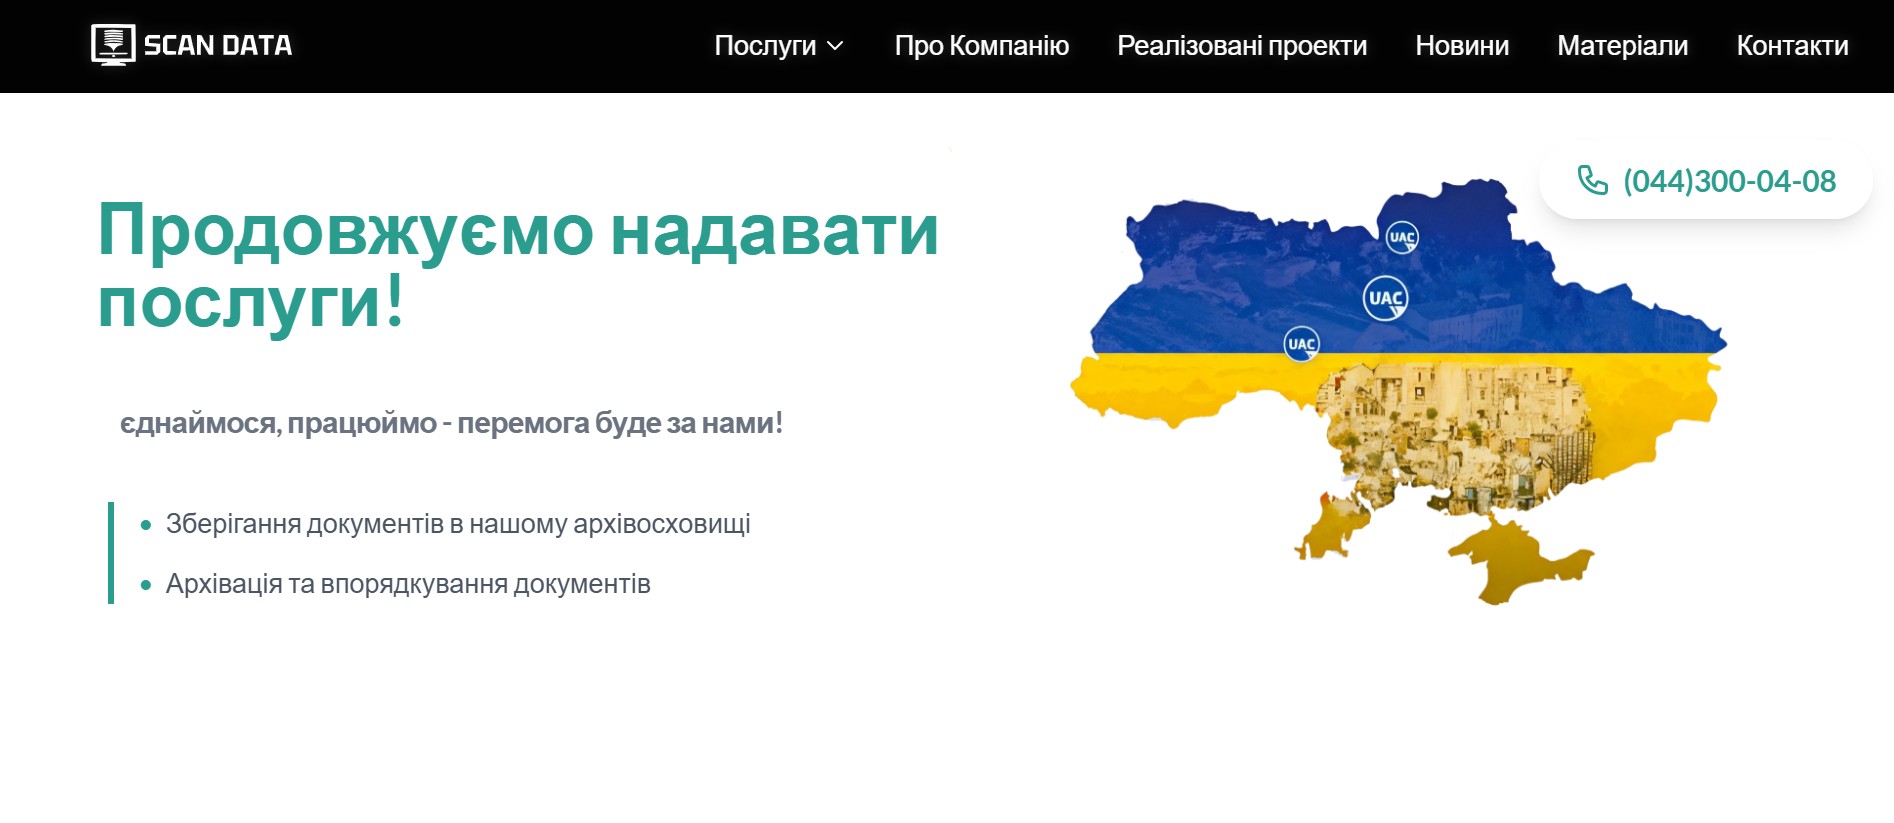 SCAN DATA
Послуги
Про Компанію
Реалізовані проекти
Новини
Матеріали
Контакти
(044)300-04-08
Продовжуємо надавати
послуги!
єднаймося, працюймо - перемога буде за нами!
Зберігання документів в нашому архівосховищі
Архівація та впорядкування документів
UAC
UAC
UAC